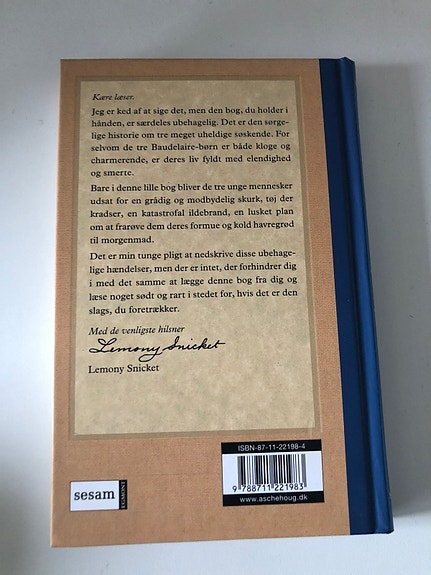 Kære læser.
Jeg er ked af at sige det, men den bog, du holder i
hånden, er særdeles ubehagelig. Det er den sørge-
lige historie om tre meget uheldige søskende. For
selvom de tre Baudelaire-børn er både kloge og
charmerende, er deres liv fyldt med elendighed
og smerte.
Bare i denne lille bog bliver de tre unge mennesker
udsat for en grådig og modbydelig skurk, tøj der
kradser, en katastrofal ildebrand, en lusket plan
om at frarøve dem deres formue og kold havregrød
til morgenmad.
Det er min tunge pligt at nedskrive disse ubehage-
lige hændelser, men der er intet, der forhindrer dig
i med det samme at lægge denne bog fra dig og
læse noget sødt og rart i stedet for, hvis det er den
slags, du foretrækker.
Med de venligste hilsner
Lemony Snicket
Lemony Snicket
ISBN-87-11-22198-4
9 788711 221983
www.aschehoug.dk
sesam
EGMONT